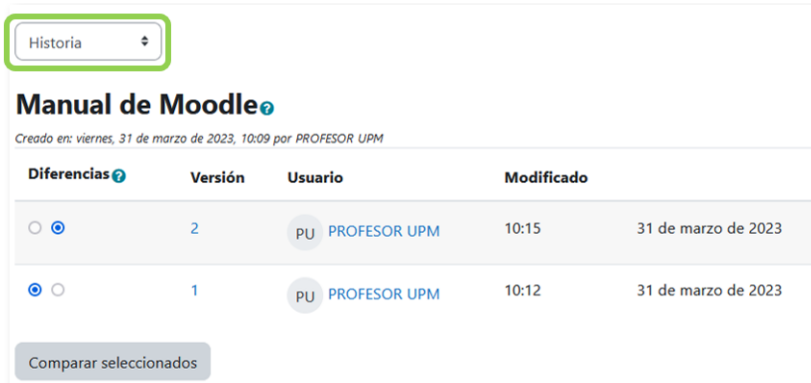 Historia
Manual de Moodle
Creado en: viernes, 31 de marzo de 2023, 10:09 por PROFESOR UPM
Diferencias Versión Usuario Modificado
2 PU PROFESOR UPM 10:15 31 de marzo de 2023
1 PU PROFESOR UPM 10:12 31 de marzo de 2023
Comparar seleccionados